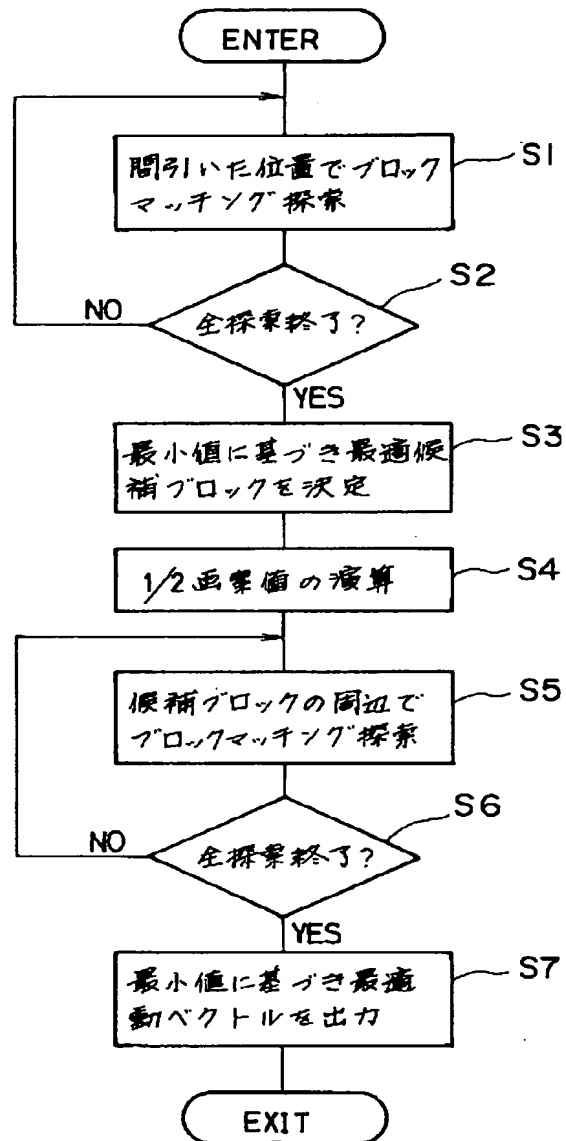 ENTER
間引いた位置でブロック
マッチング探索
S1
全探索終了?
S2
NO
YES
最小値に基づき最適候
補ブロックを決定
S3
1/2画素値の演算
S4
候補ブロックの周辺で
ブロックマッチング探索
S5
全探索終了?
S6
NO
YES
最小値に基づき最適
動ベクトルを出力
S7
EXIT